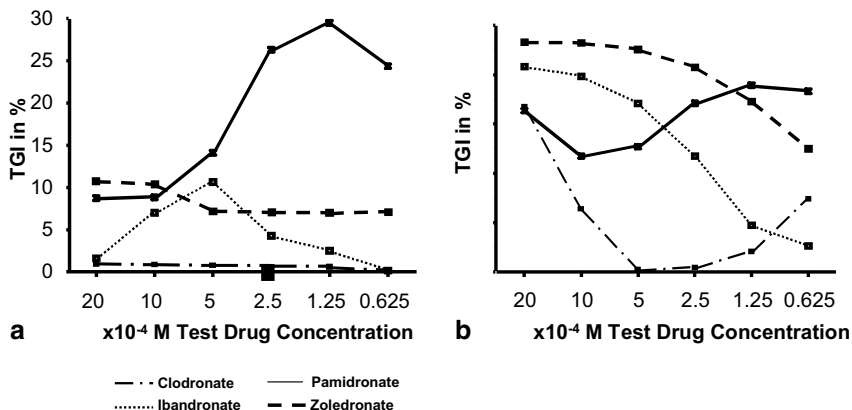 30
25
20
15
10
5
0
TGI in %
20 10 5 2.5 1.25 0.625
x10-4 M Test Drug Concentration
a
TGI in %
20 10 5 2.5 1.25 0.625
x10-4 M Test Drug Concentration
b
Clodronate Pamidronate
Ibandronate Zoledronate